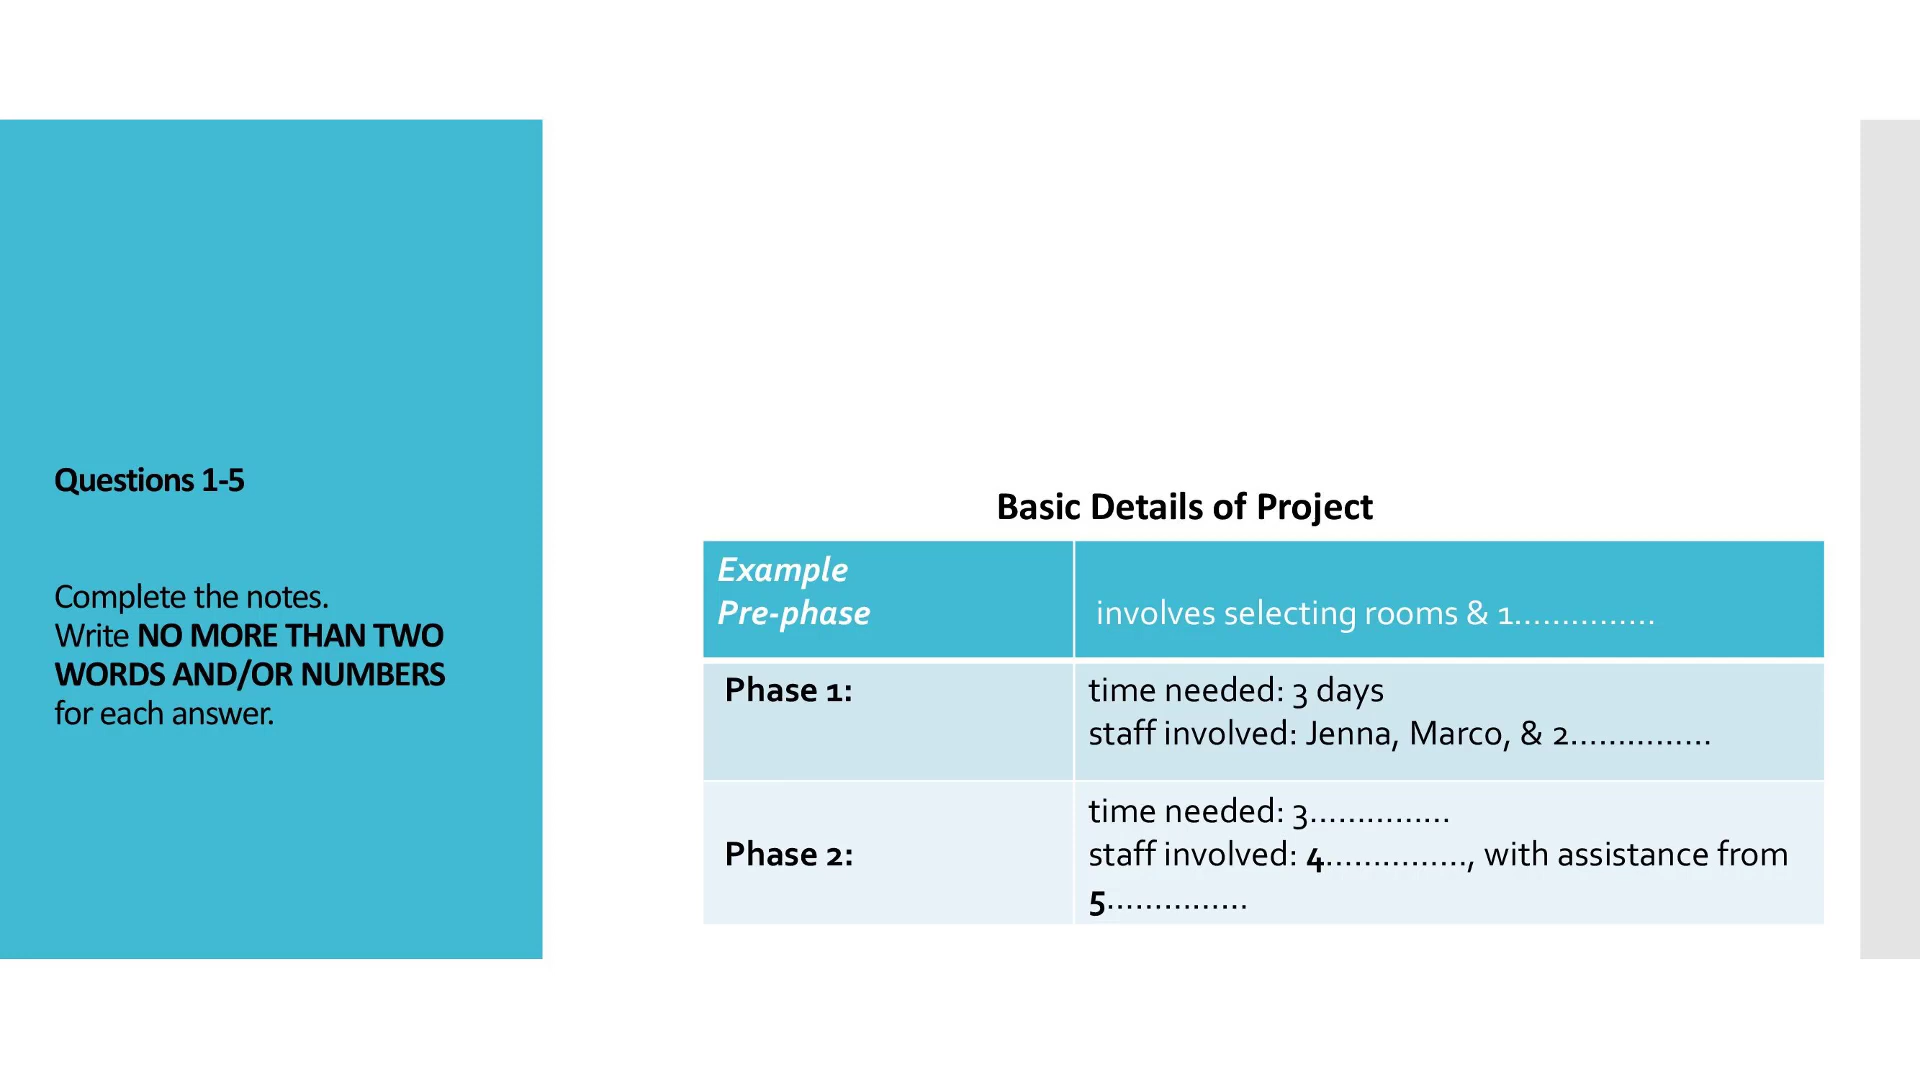 Questions 1-5
Complete the notes.
Write NO MORE THAN TWO
WORDS AND/OR NUMBERS
for each answer.
Basic Details of Project
Example
Pre-phase
involves selecting rooms & 1……………
Phase 1:
time needed: 3 days
staff involved: Jenna, Marco, & 2……………
Phase 2:
time needed: 3……………
staff involved: 4……………, with assistance from
5……………